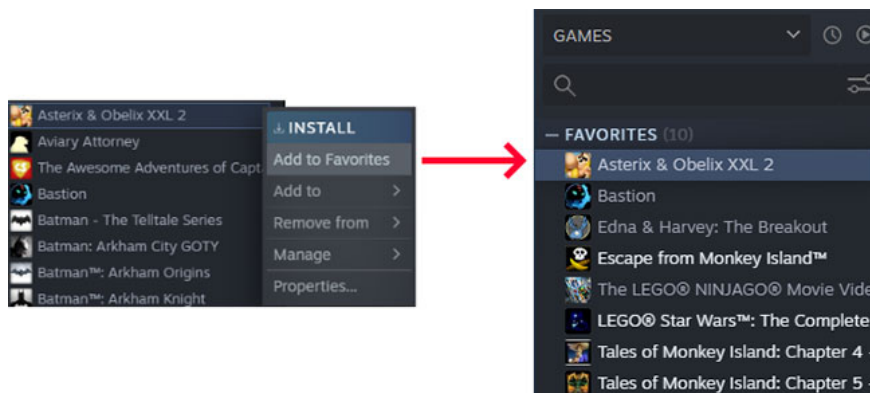 Asterix & Obelix XXL 2
Aviary Attorney
The Awesome Adventures of Capt
Bastion
Batman - The Telltale Series
Batman: Arkham City GOTY
Batman™: Arkham Origins
Batman™: Arkham Knight
INSTALL
Add to Favorites
Add to
Remove from
Manage
Properties...
GAMES
FAVORITES (10)
Asterix & Obelix XXL 2
Bastion
Edna & Harvey: The Breakout
Escape from Monkey Island™
The LEGO® NINJAGO® Movie Vide
LEGO® Star Wars™: The Complete
Tales of Monkey Island: Chapter 4 -
Tales of Monkey Island: Chapter 5 -